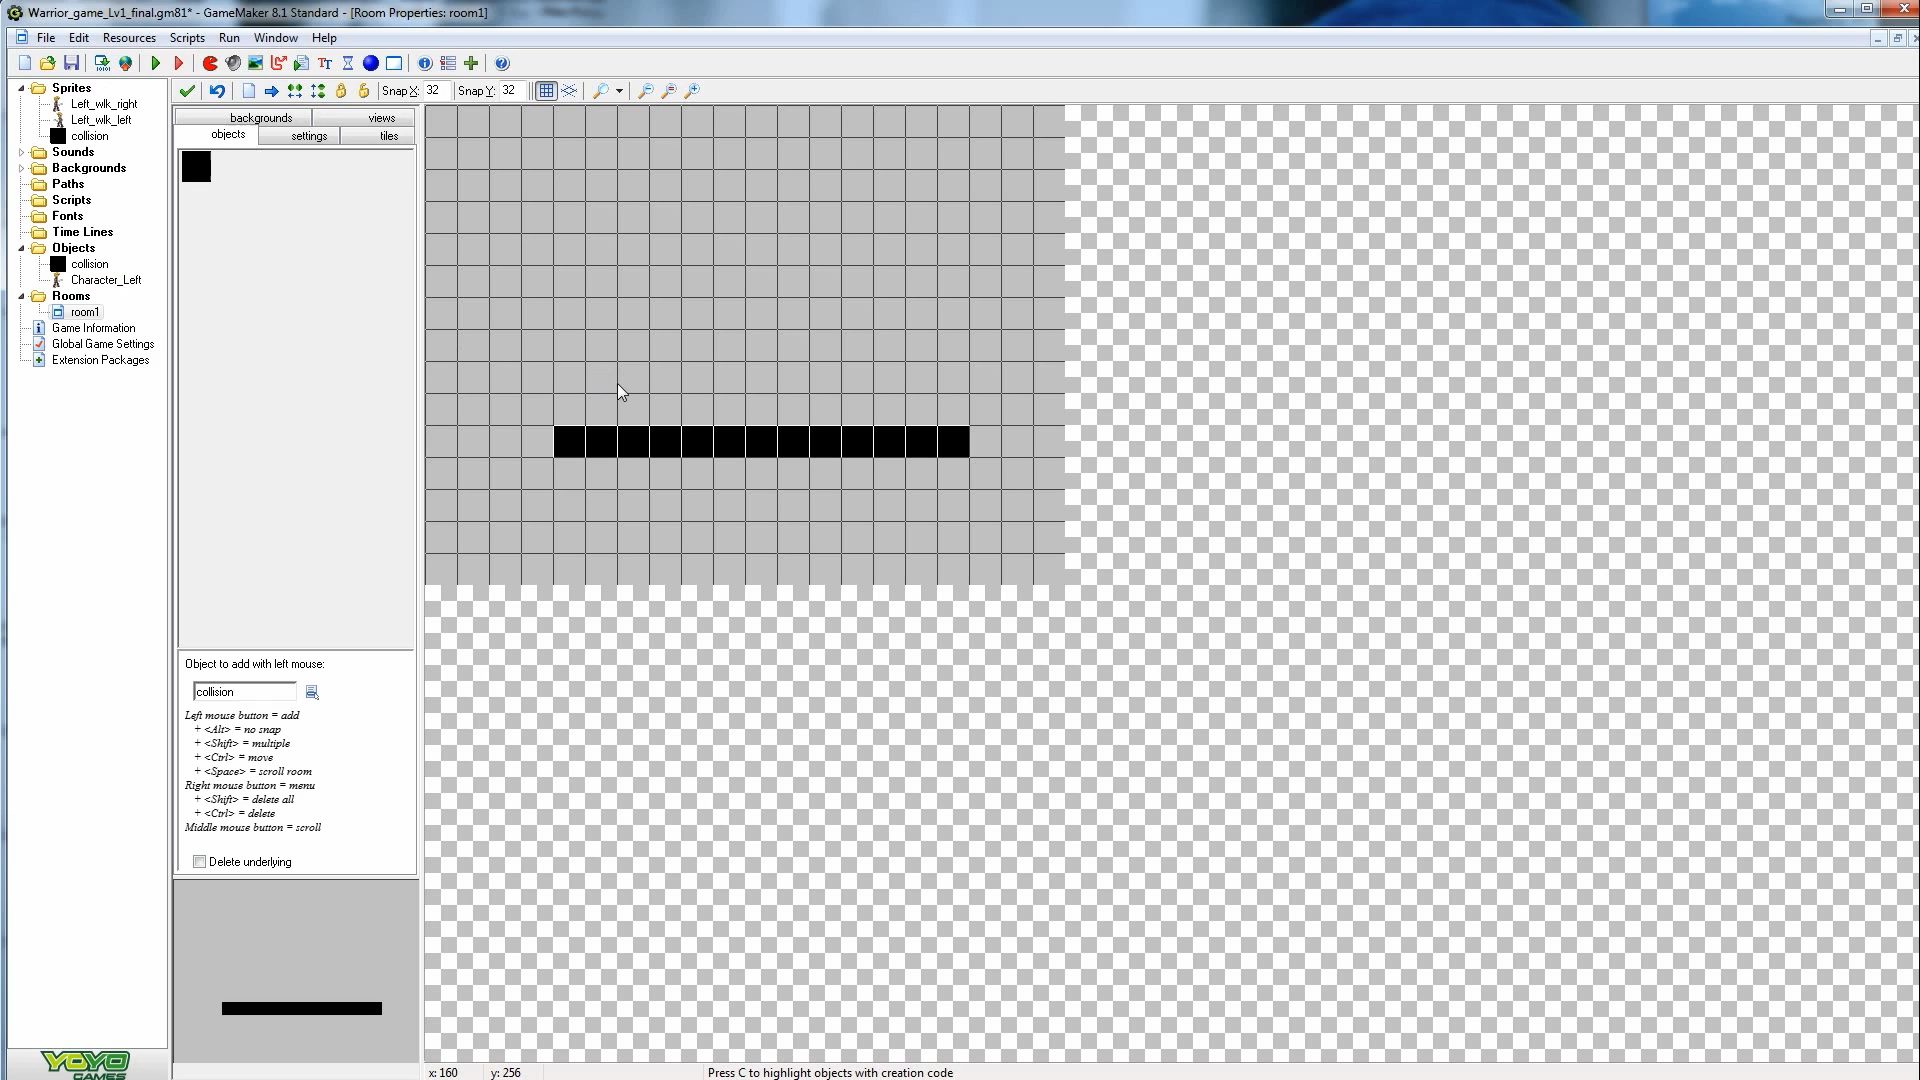 Warrior_game_Lv1_final.gm81* - GameMaker 8.1 Standard - [Room Properties: room1]
File Edit Resources Scripts Run Window Help
Snap X: 32 Snap Y: 32
Sprites
Left_wlk_right
Left_wlk_left
collision
Sounds
Backgrounds
Paths
Scripts
Fonts
Time Lines
Objects
collision
Character_Left
Rooms
room1
Game Information
Global Game Settings
Extension Packages
backgrounds views
objects settings tiles
Object to add with left mouse:
collision
Left mouse button = add
+ <Alt> = no snap
+ <Shift> = multiple
+ <Ctrl> = move
+ <Space> = scroll room
Right mouse button = menu
+ <Shift> = delete all
+ <Ctrl> = delete
Middle mouse button = scroll
Delete underlying
YOYO
GAMES
x: 160 y: 256 Press C to highlight objects with creation code